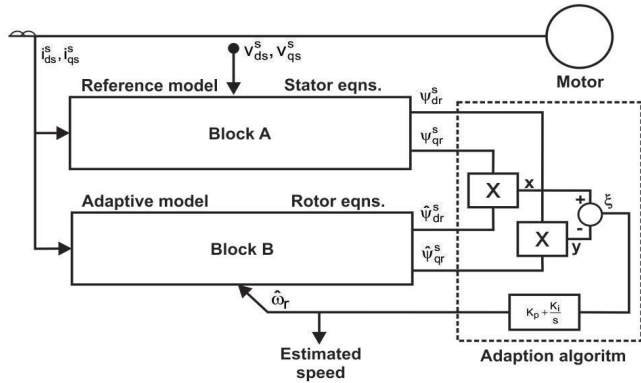 i^s_ds, i^s_qs
v^s_ds, v^s_qs
Motor
Reference model Stator eqns.
Block A
ψ^s_dr
ψ^s_qr
Adaptive model Rotor eqns.
Block B
ψ̂^s_dr
ψ̂^s_qr
X
x
+
ξ
-
X
y
ω̂_r
K_p + K_i/s
Estimated
speed
Adaption algoritm